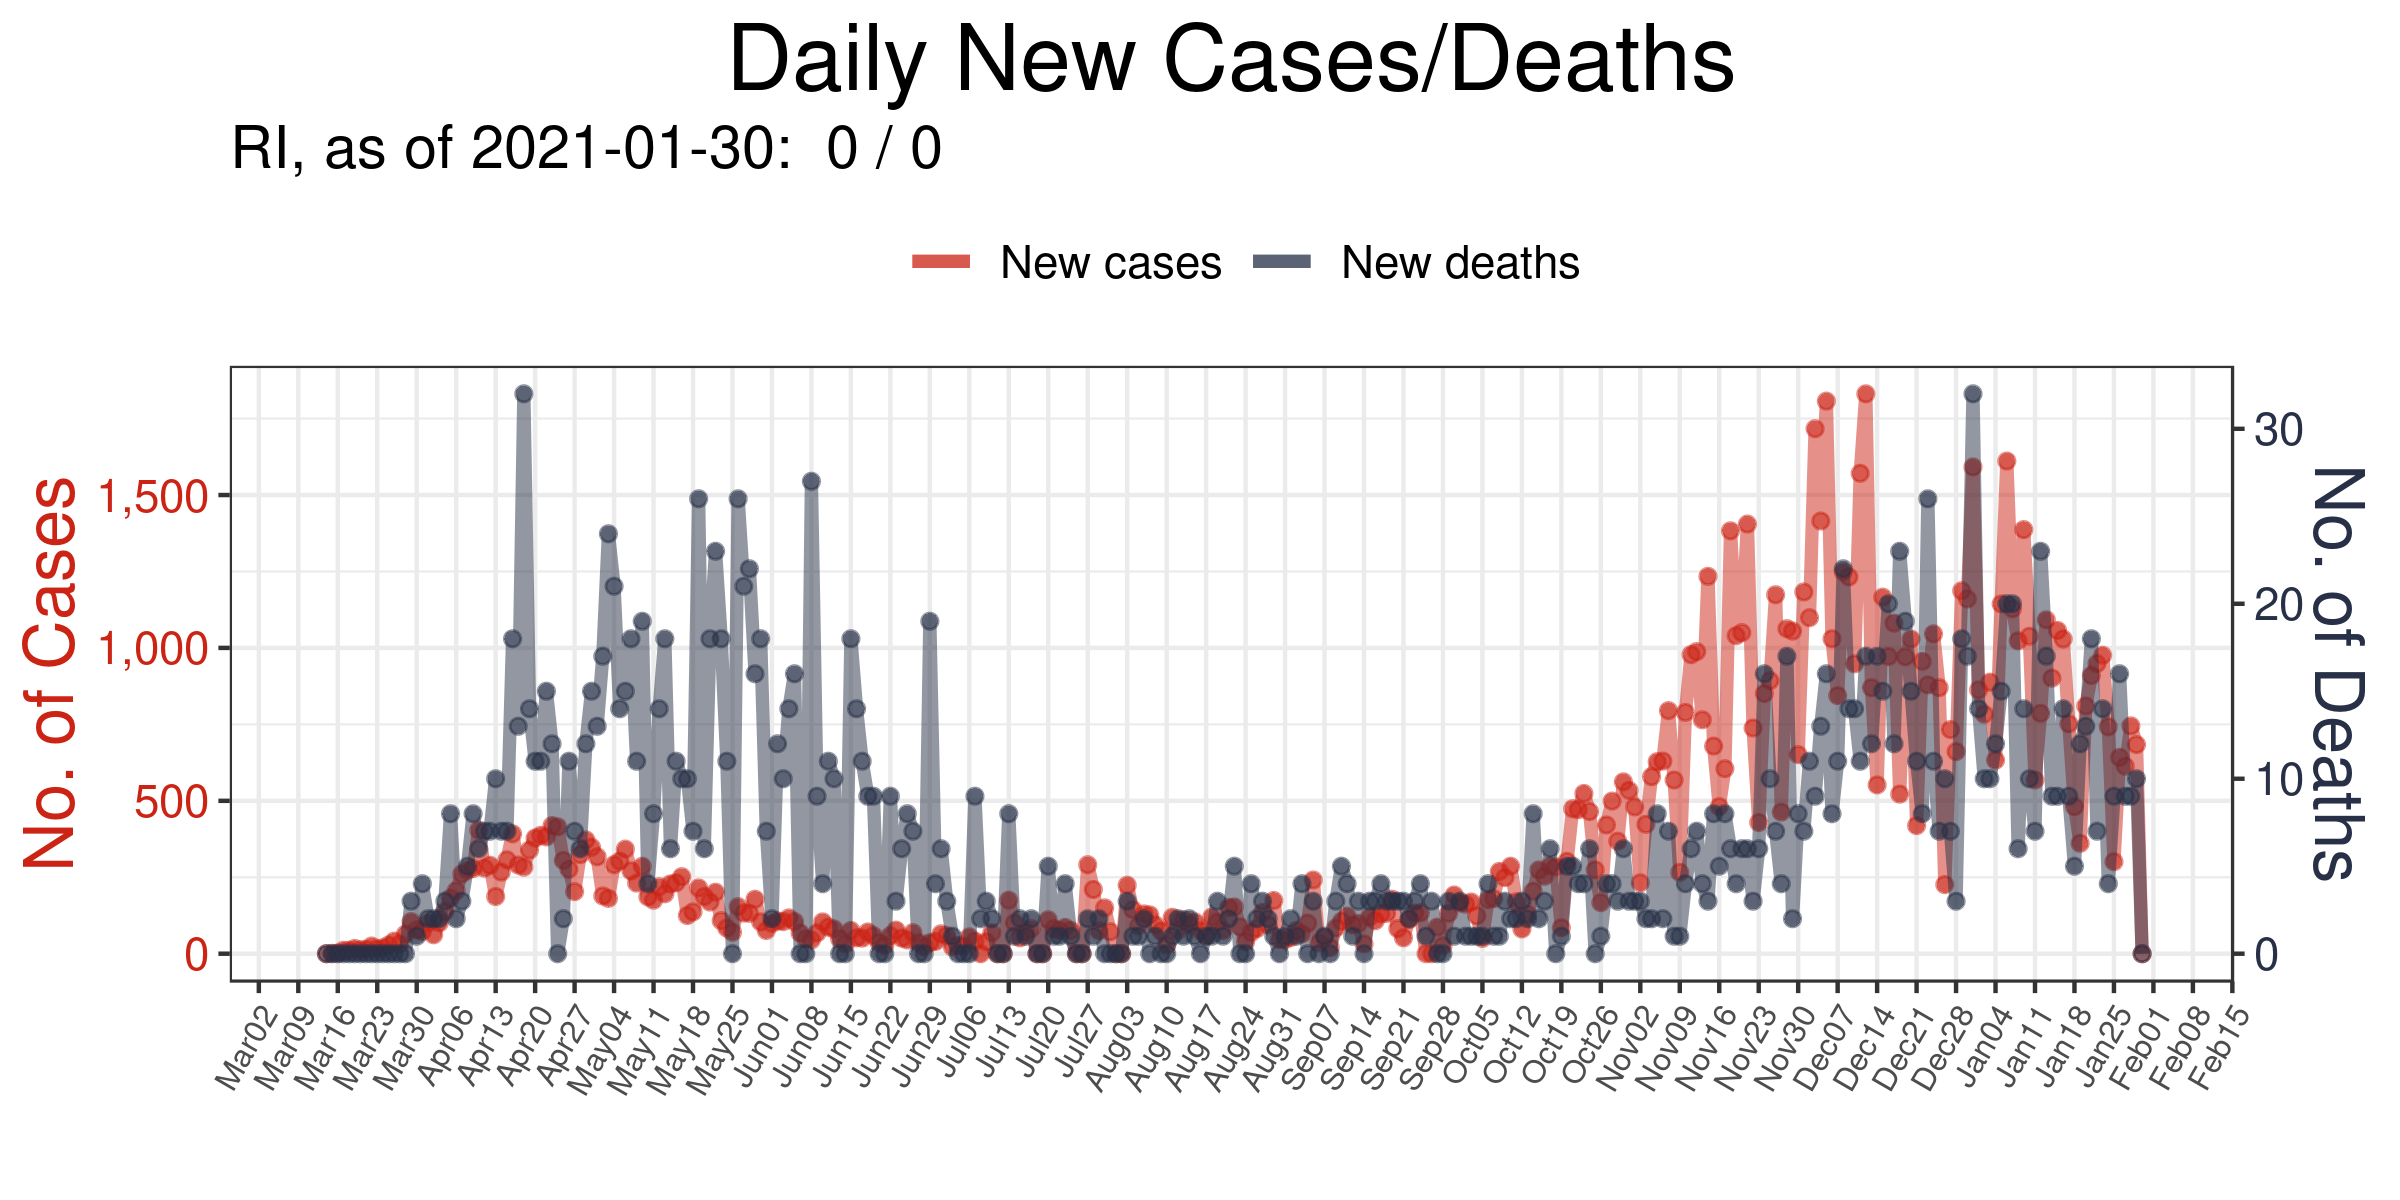 Daily New Cases/Deaths
RI, as of 2021-01-30: 0 / 0
New cases
New deaths
No. of Cases
1,500
1,000
500
0
30
20
10
0
No. of Deaths
Mar02 Mar09 Mar16 Mar23 Mar30 Apr06 Apr13 Apr20 Apr27 May04 May11 May18 May25 Jun01 Jun08 Jun15 Jun22 Jun29 Jul06 Jul13 Jul20 Jul27 Aug03 Aug10 Aug17 Aug24 Aug31 Sep07 Sep14 Sep21 Sep28 Oct05 Oct12 Oct19 Oct26 Nov02 Nov09 Nov16 Nov23 Nov30 Dec07 Dec14 Dec21 Dec28 Jan04 Jan11 Jan18 Jan25 Feb01 Feb08 Feb15